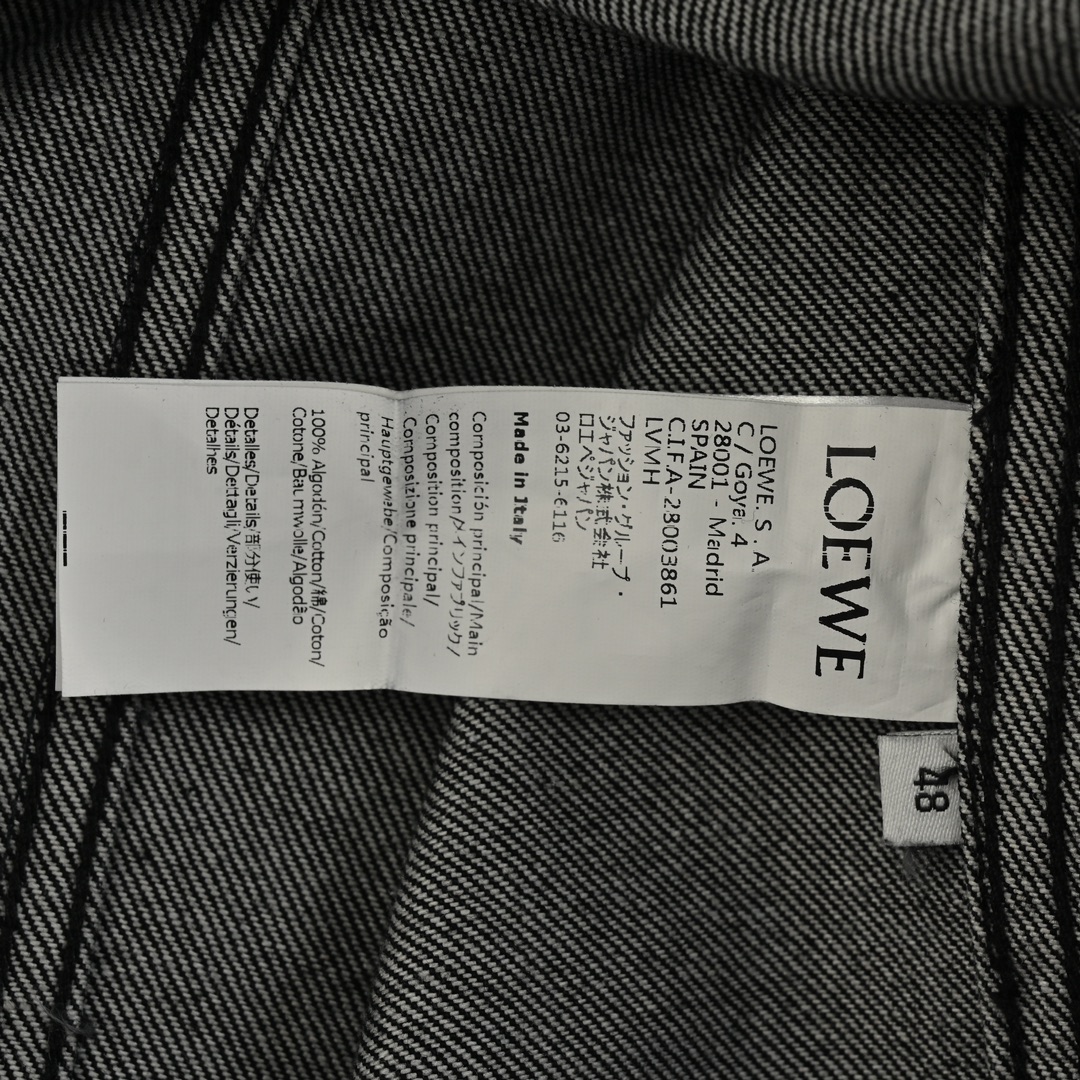 LOEWE
LOEWE. S . A.
C/ Goya. 4
28001 - Madrid
SPAIN
C.I.F.A-28003861
LVMH
ファッション・グループ・
ジャパン株式会社
ロエベジャパン
03-6215-6116
Made in Italy
Composición principal/Main
composition/メインファブリック/
Composition principal/
Composizione principale/
Hauptgewebe/Composição
principal
100% Algodón/Cotton/綿/Coton/
Cotone/Baumwolle/Algodão
Detalles/Details/部分使い/
Détails/Dettagli/Verzierungen/
Detalhes
48